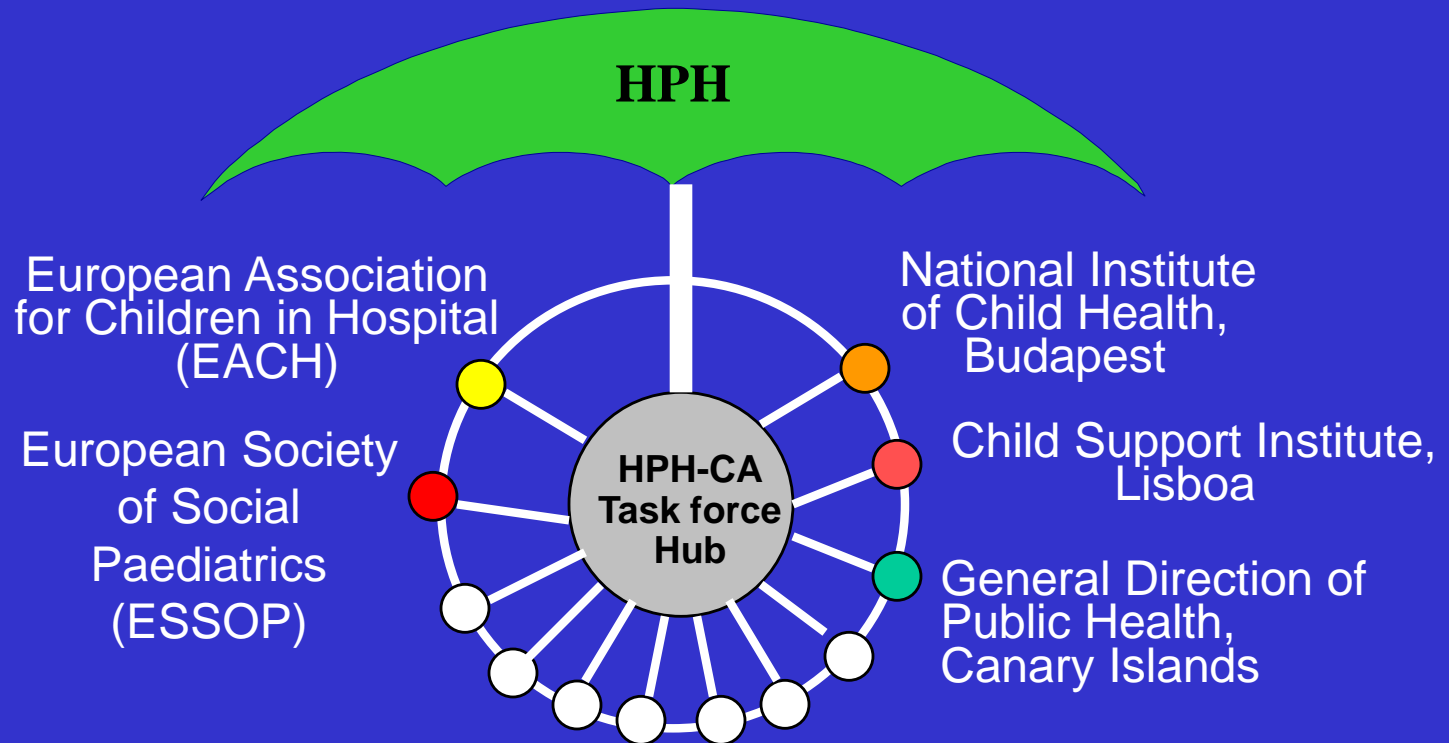 HPH
European Association
for Children in Hospital
(EACH)
European Society
of Social
Paediatrics
(ESSOP)
HPH-CA
Task force
Hub
National Institute
of Child Health,
Budapest
Child Support Institute,
Lisboa
General Direction of
Public Health,
Canary Islands